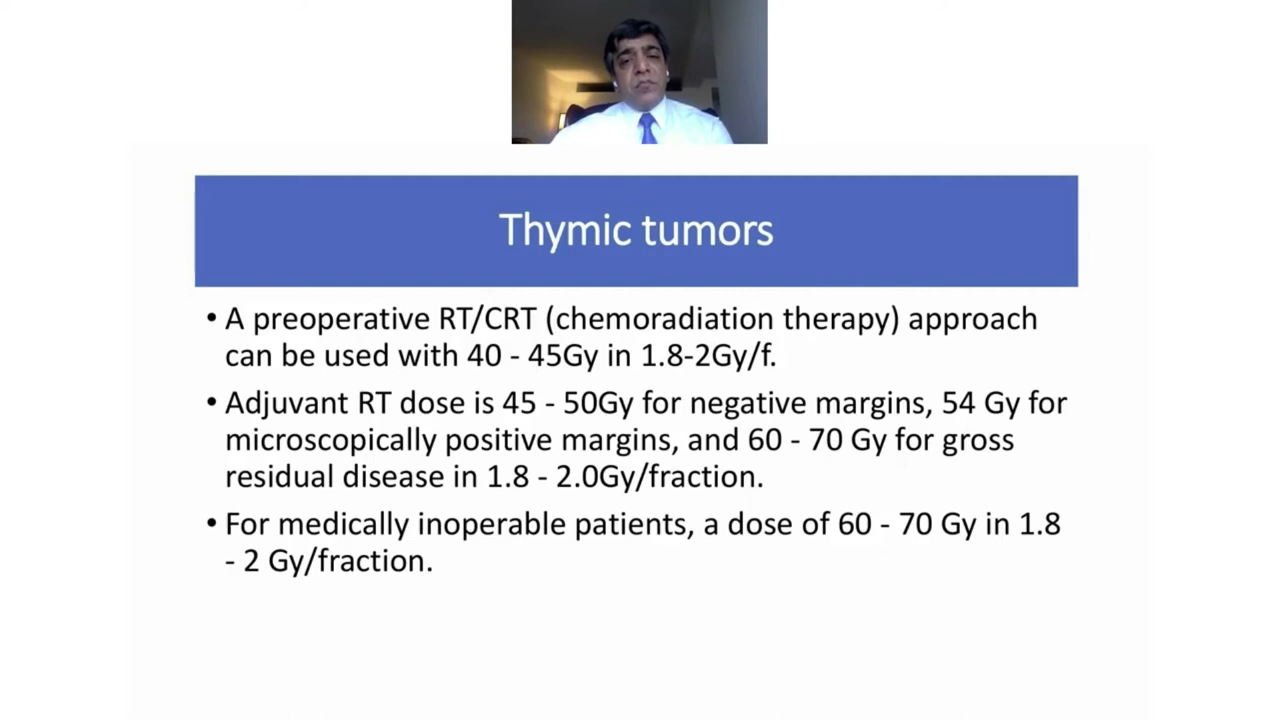 Thymic tumors
• A preoperative RT/CRT (chemoradiation therapy) approach
can be used with 40 - 45Gy in 1.8-2Gy/f.
• Adjuvant RT dose is 45 - 50Gy for negative margins, 54 Gy for
microscopically positive margins, and 60 - 70 Gy for gross
residual disease in 1.8 - 2.0Gy/fraction.
• For medically inoperable patients, a dose of 60 - 70 Gy in 1.8
- 2 Gy/fraction.